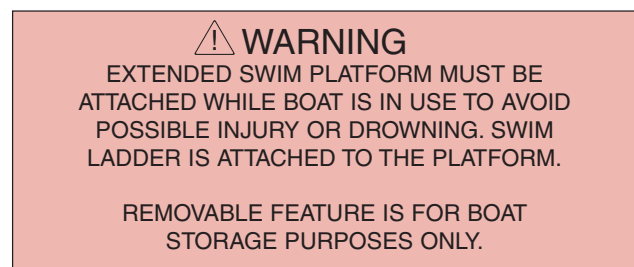 ⚠ WARNING
EXTENDED SWIM PLATFORM MUST BE
ATTACHED WHILE BOAT IS IN USE TO AVOID
POSSIBLE INJURY OR DROWNING. SWIM
LADDER IS ATTACHED TO THE PLATFORM.
REMOVABLE FEATURE IS FOR BOAT
STORAGE PURPOSES ONLY.